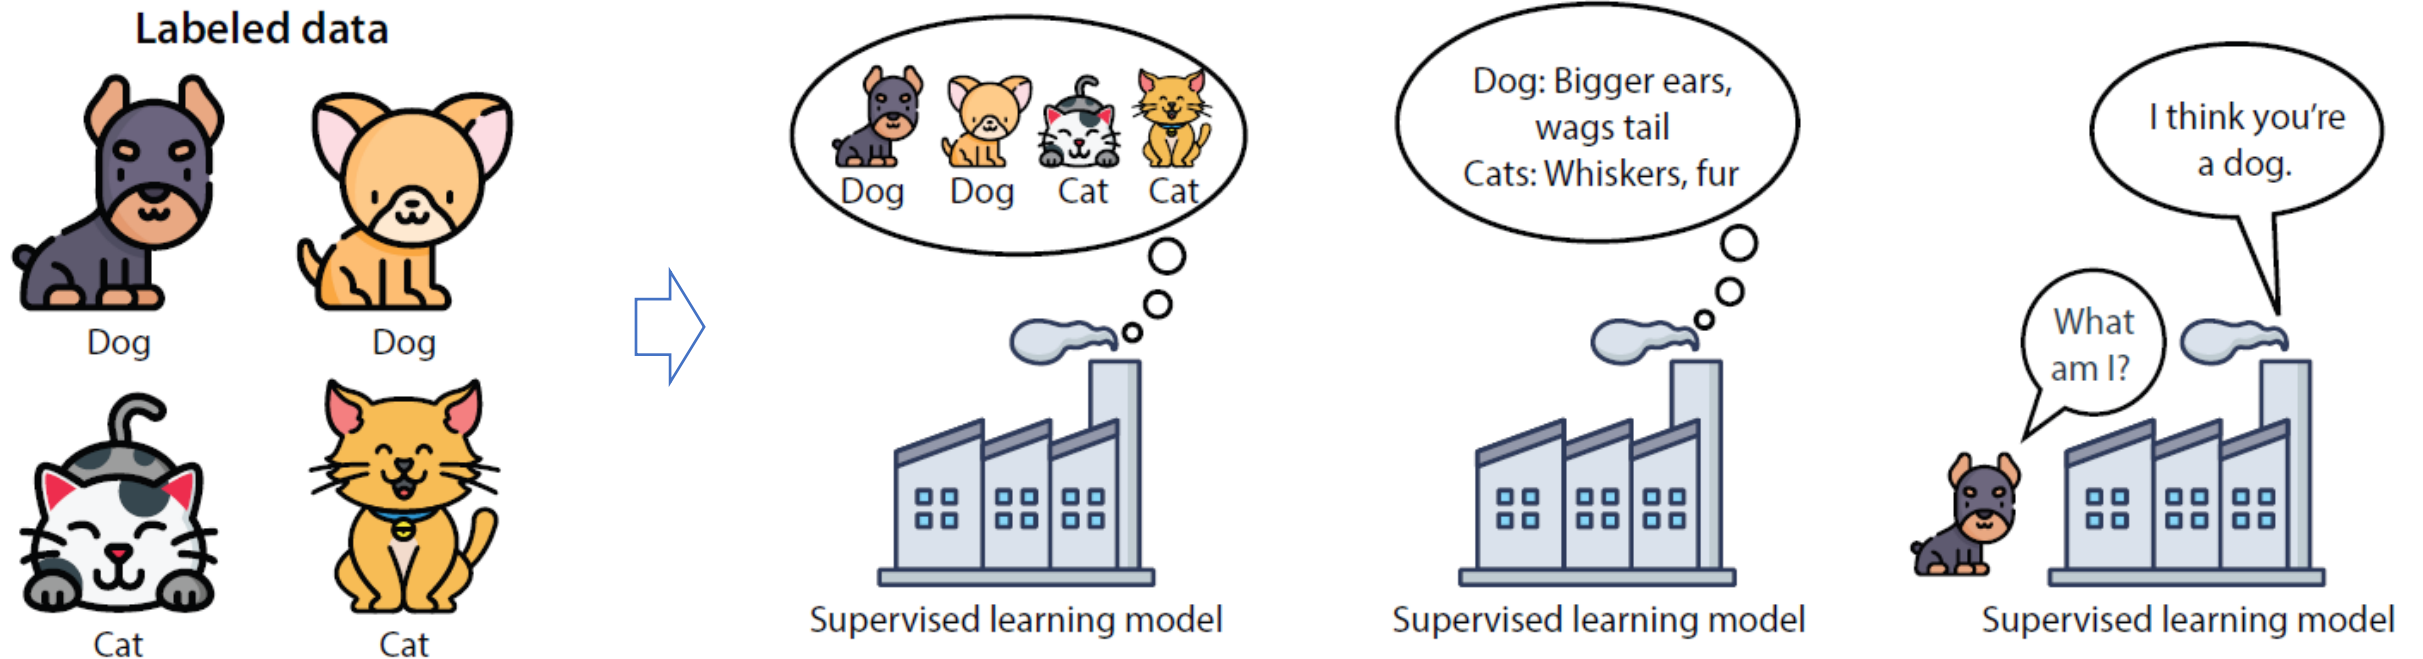 Labeled data
Dog
Dog
Cat
Cat
Dog Dog Cat Cat
Supervised learning model
Dog: Bigger ears,
wags tail
Cats: Whiskers, fur
Supervised learning model
I think you're
a dog.
What
am I?
Supervised learning model